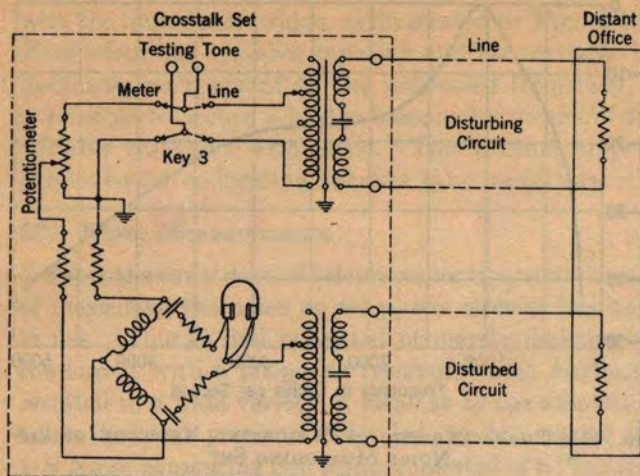 Crosstalk Set
Distant
Office
Testing Tone
Line
Meter
Line
Disturbing
Circuit
Key 3
Potentiometer
Disturbed
Circuit